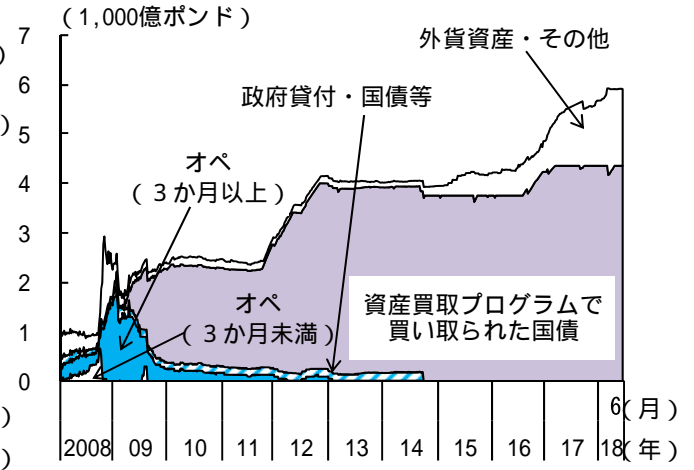 （1,000億ポンド）
)
)
7
6
5
4
3
2
1
0
外貨資産・その他
政府貸付・国債等
オペ
（３か月以上）
オペ
（３か月未満）
資産買取プログラムで
買い取られた国債
6(月)
2008 09 10 11 12 13 14 15 16 17 18(年)
)
)